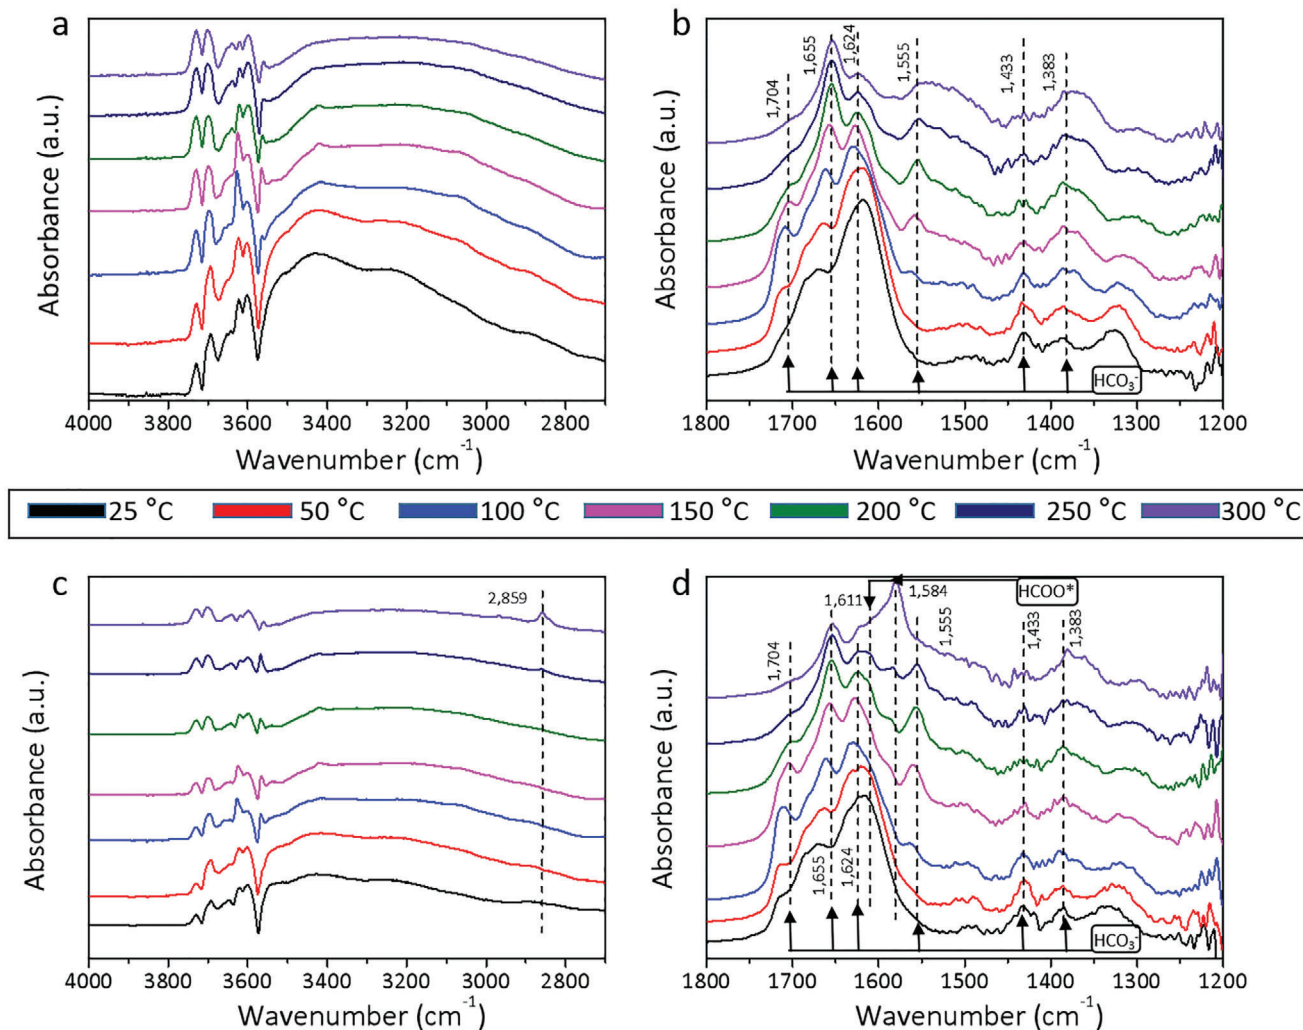 a
Absorbance (a.u.)
4000 3800 3600 3400 3200 3000 2800
Wavenumber (cm⁻¹)
b
1,704
1,655
1,624
1,555
1,433
1,383
HCO₃⁻
Absorbance (a.u.)
1800 1700 1600 1500 1400 1300 1200
Wavenumber (cm⁻¹)
25 °C 50 °C 100 °C 150 °C 200 °C 250 °C 300 °C
c
2,859
Absorbance (a.u.)
4000 3800 3600 3400 3200 3000 2800
Wavenumber (cm⁻¹)
d
HCOO*
1,611
1,584
1,704
1,555
1,433
1,383
1,655
1,624
HCO₃⁻
Absorbance (a.u.)
1800 1700 1600 1500 1400 1300 1200
Wavenumber (cm⁻¹)